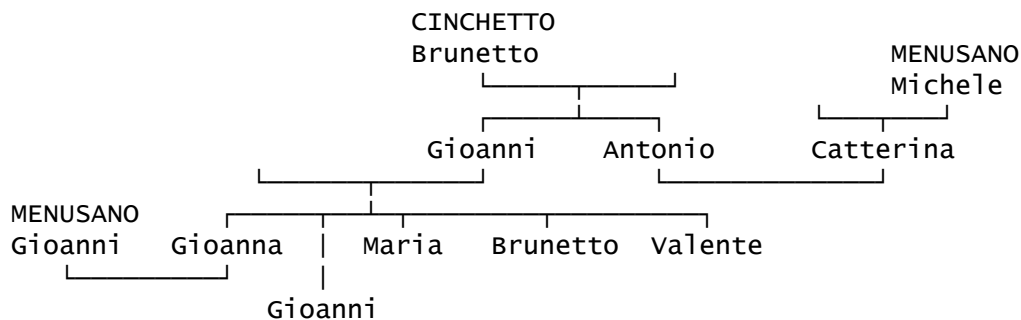 CINCHETTO
Brunetto MENUSANO
Michele
Gioanni Antonio Catterina
MENUSANO
Gioanni Gioanna Maria Brunetto Valente
Gioanni